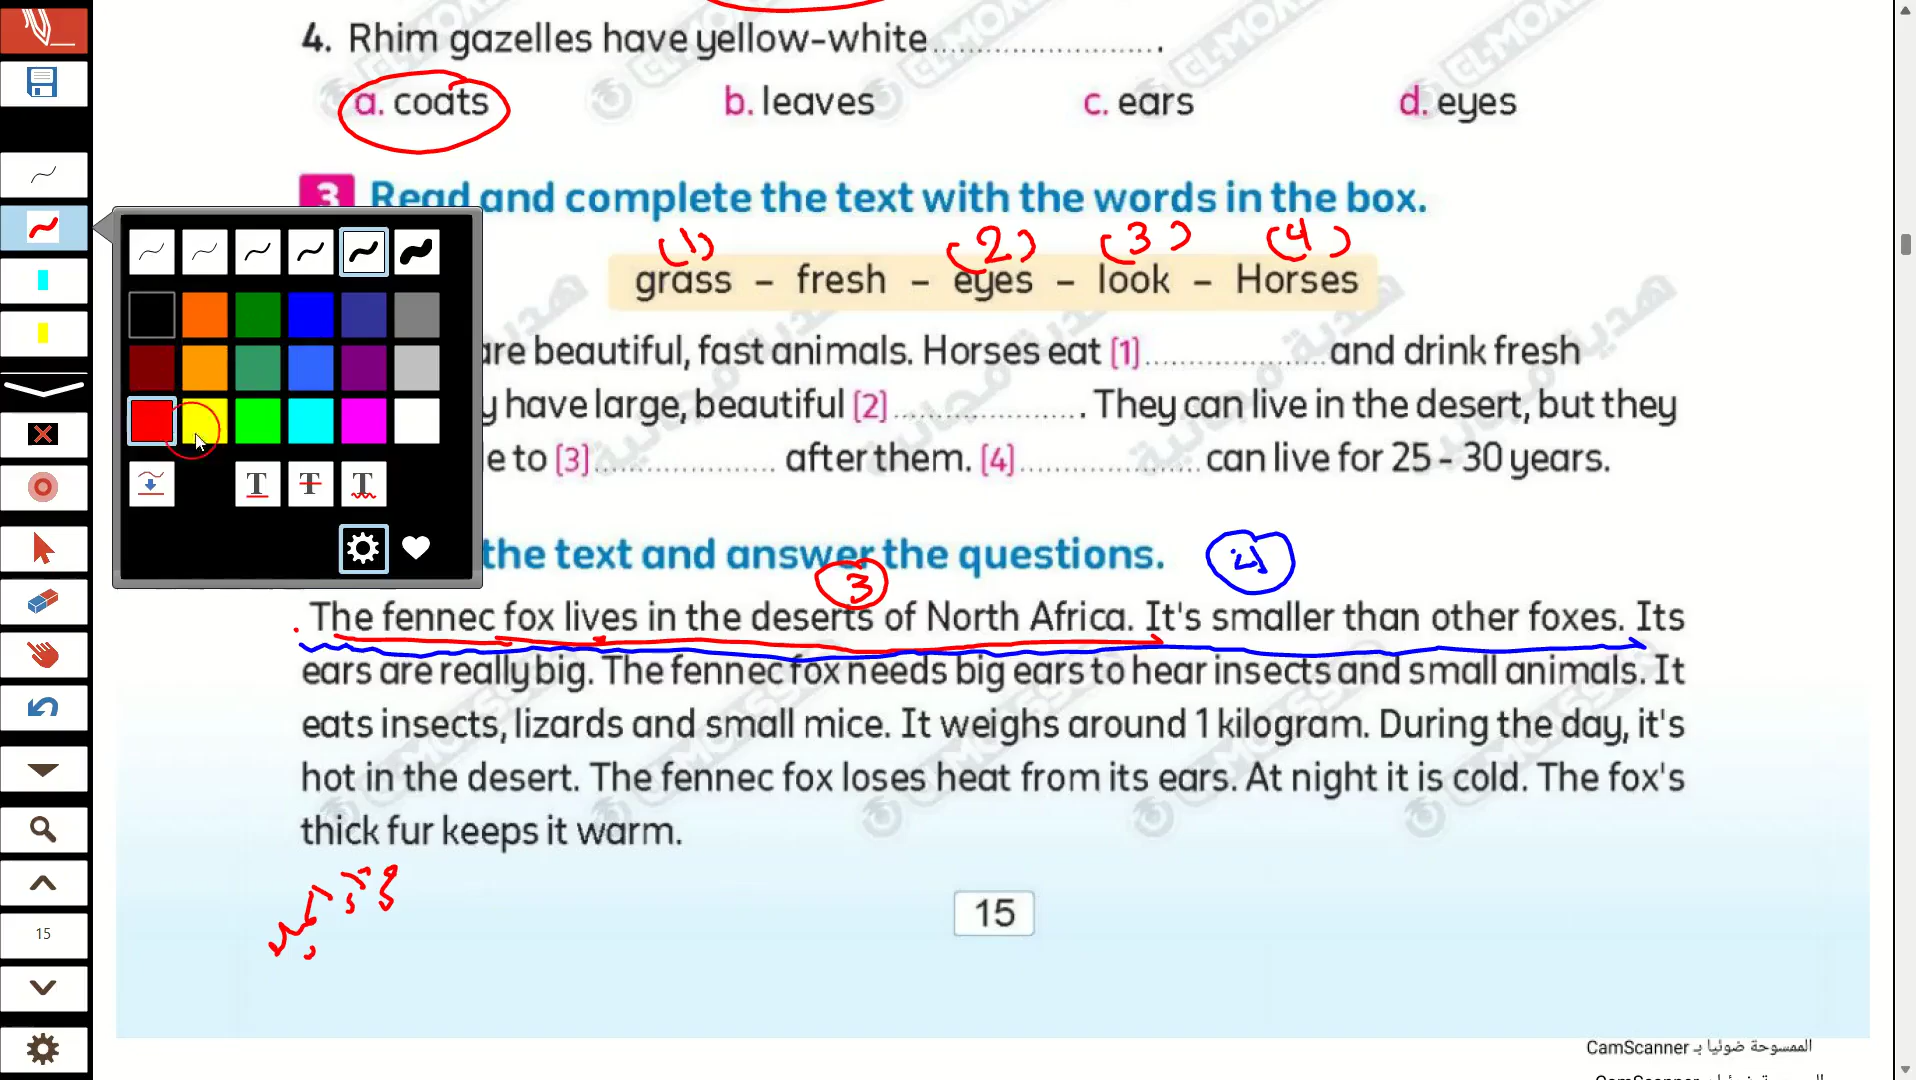 4. Rhim gazelles have yellow-white ........................ .
a. coats b. leaves c. ears d. eyes
3 Read and complete the text with the words in the box.
(1) (2) (3) (4)
grass – fresh – eyes – look – Horses
are beautiful, fast animals. Horses eat [1] .................... and drink fresh
y have large, beautiful [2] .................... . They can live in the desert, but they
e to [3] .................... after them. [4] .................... can live for 25 - 30 years.
the text and answer the questions.
3
The fennec fox lives in the deserts of North Africa. It's smaller than other foxes. Its
ears are really big. The fennec fox needs big ears to hear insects and small animals. It
eats insects, lizards and small mice. It weighs around 1 kilogram. During the day, it's
hot in the desert. The fennec fox loses heat from its ears. At night it is cold. The fox's
thick fur keeps it warm.
15
15
الممسوحة ضوئيا بـ CamScanner